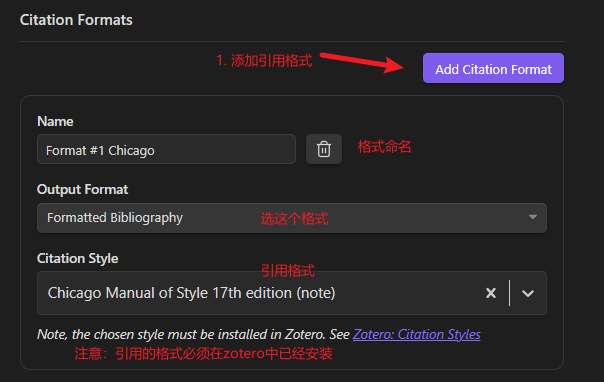 Citation Formats
1. 添加引用格式
Add Citation Format
Name
Format #1 Chicago
格式命名
Output Format
Formatted Bibliography
选这个格式
Citation Style
引用格式
Chicago Manual of Style 17th edition (note)
Note, the chosen style must be installed in Zotero. See Zotero: Citation Styles
注意：引用的格式必须在zotero中已经安装